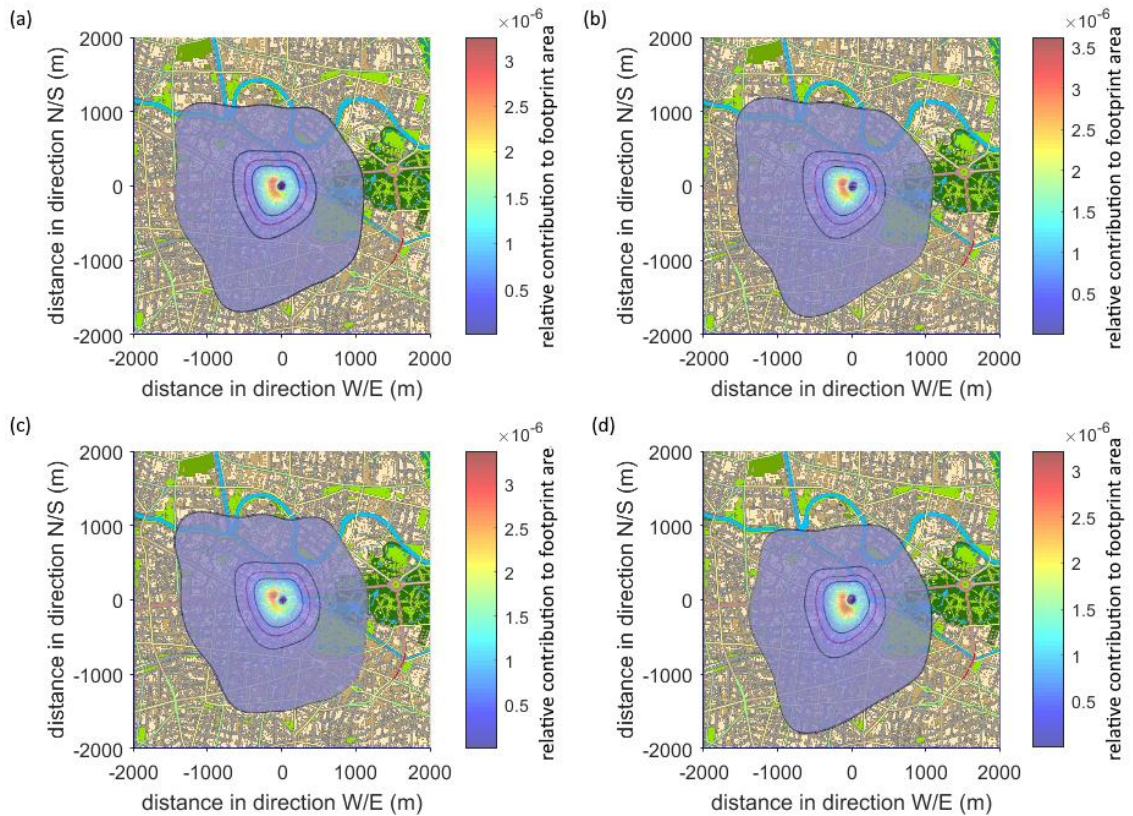 (a)
×10⁻⁶
2000
1000
0
-1000
-2000
-2000 -1000 0 1000 2000
distance in direction N/S (m)
distance in direction W/E (m)
3
2.5
2
1.5
1
0.5
relative contribution to footprint area
(b)
×10⁻⁶
2000
1000
0
-1000
-2000
-2000 -1000 0 1000 2000
distance in direction N/S (m)
distance in direction W/E (m)
3.5
3
2.5
2
1.5
1
0.5
relative contribution to footprint area
(c)
×10⁻⁶
2000
1000
0
-1000
-2000
-2000 -1000 0 1000 2000
distance in direction N/S (m)
distance in direction W/E (m)
3
2.5
2
1.5
1
0.5
relative contribution to footprint are
(d)
×10⁻⁶
2000
1000
0
-1000
-2000
-2000 -1000 0 1000 2000
distance in direction N/S (m)
distance in direction W/E (m)
3
2.5
2
1.5
1
0.5
relative contribution to footprint area